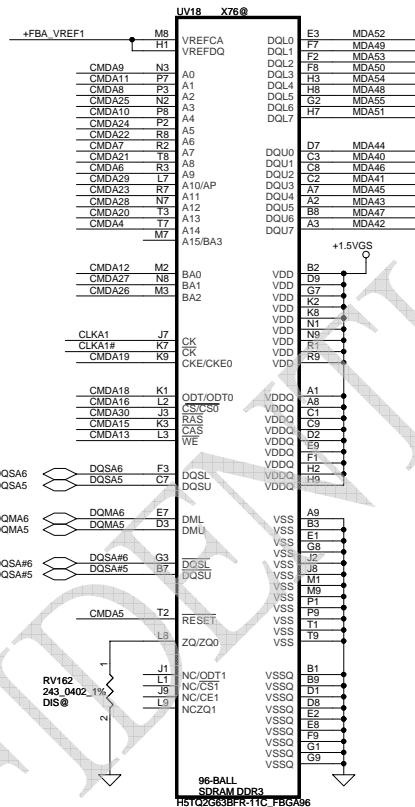 UV18 X76@
+FBA_VREF1 M8 VREFCA E3 MDA52
H1 VREFDQ DQL0 F7 MDA49
DQL1 F2 MDA53
CMDA9 N3 A0 DQL2 F8 MDA50
CMDA11 P7 A1 DQL3 H3 MDA54
CMDA8 P3 A2 DQL4 H8 MDA48
CMDA25 N2 A3 DQL5 G2 MDA55
CMDA10 P8 A4 DQL6 H7 MDA51
CMDA24 P2 A5 DQL7
CMDA22 R8 A6
CMDA7 R2 A7 DQU0 D7 MDA44
CMDA21 T8 A8 DQU1 C3 MDA40
CMDA6 R3 A9 DQU2 C8 MDA46
CMDA29 L7 A10/AP DQU3 C2 MDA41
CMDA23 R7 A11 DQU4 A7 MDA45
CMDA28 N7 A12 DQU5 A2 MDA43
CMDA20 T3 A13 DQU6 B8 MDA47
CMDA4 T7 A14 DQU7 A3 MDA42
M7 A15/BA3
+1.5VGS
CMDA12 M2 BA0 VDD B2
CMDA27 N8 BA1 VDD D9
CMDA26 M3 BA2 VDD G7
VDD K2
VDD K8
VDD N1
CLKA1 J7 CK VDD N9
CLKA1# K7 CK VDD R1
CMDA19 K9 CKE/CKE0 VDD R9
CMDA18 K1 ODT/ODT0 VDDQ A1
CMDA16 L2 CS/CS0 VDDQ A8
CMDA30 J3 RAS VDDQ C1
CMDA15 K3 CAS VDDQ C9
CMDA13 L3 WE VDDQ D2
VDDQ E9
VDDQ F1
DQSA6 DQSA6 F3 DQSL VDDQ H2
DQSA5 DQSA5 C7 DQSU VDDQ H9
DQMA6 DQMA6 E7 DML VSS A9
DQMA5 DQMA5 D3 DMU VSS B3
VSS E1
VSS G8
DQSA#6 DQSA#6 G3 DQSL VSS J2
DQSA#5 DQSA#5 B7 DQSU VSS J8
VSS M1
VSS M9
VSS P1
CMDA5 T2 RESET VSS P9
VSS T1
L8 ZQ/ZQ0 VSS T9
1
J1 NC/ODT1 VSSQ B1
RV162 L1 NC/CS1 VSSQ B9
243_0402_1% J9 NC/CE1 VSSQ D1
DIS@ L9 NCZQ1 VSSQ D8
2 VSSQ E2
VSSQ E8
VSSQ F9
VSSQ G1
VSSQ G9
96-BALL
SDRAM DDR3
H5TQ2G63BFR-11C_FBGA96